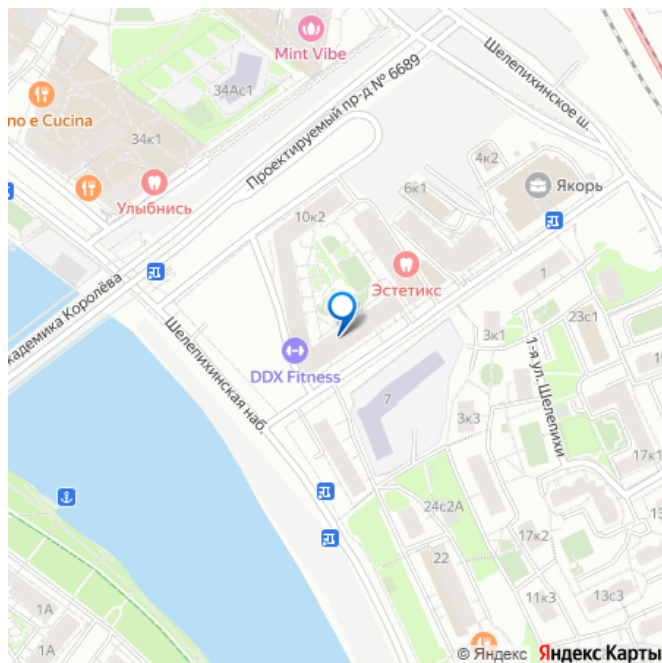 Mint Vibe
Шелепихинское ш.
34Ас1
Проектируемый пр-д № 6689
no e Cucina
34к1
4к2
6к1
Якорь
Улыбнись
10к2
Эстетикс
1
кадемика Королёва
Шелепихинская наб.
3к1
23с1
DDX Fitness
1-я ул. Шелепихи
7
3к3
17к1
24с2А
17к2
13
22
11к3
13с3
1А
1А
© Яндекс Яндекс Карты